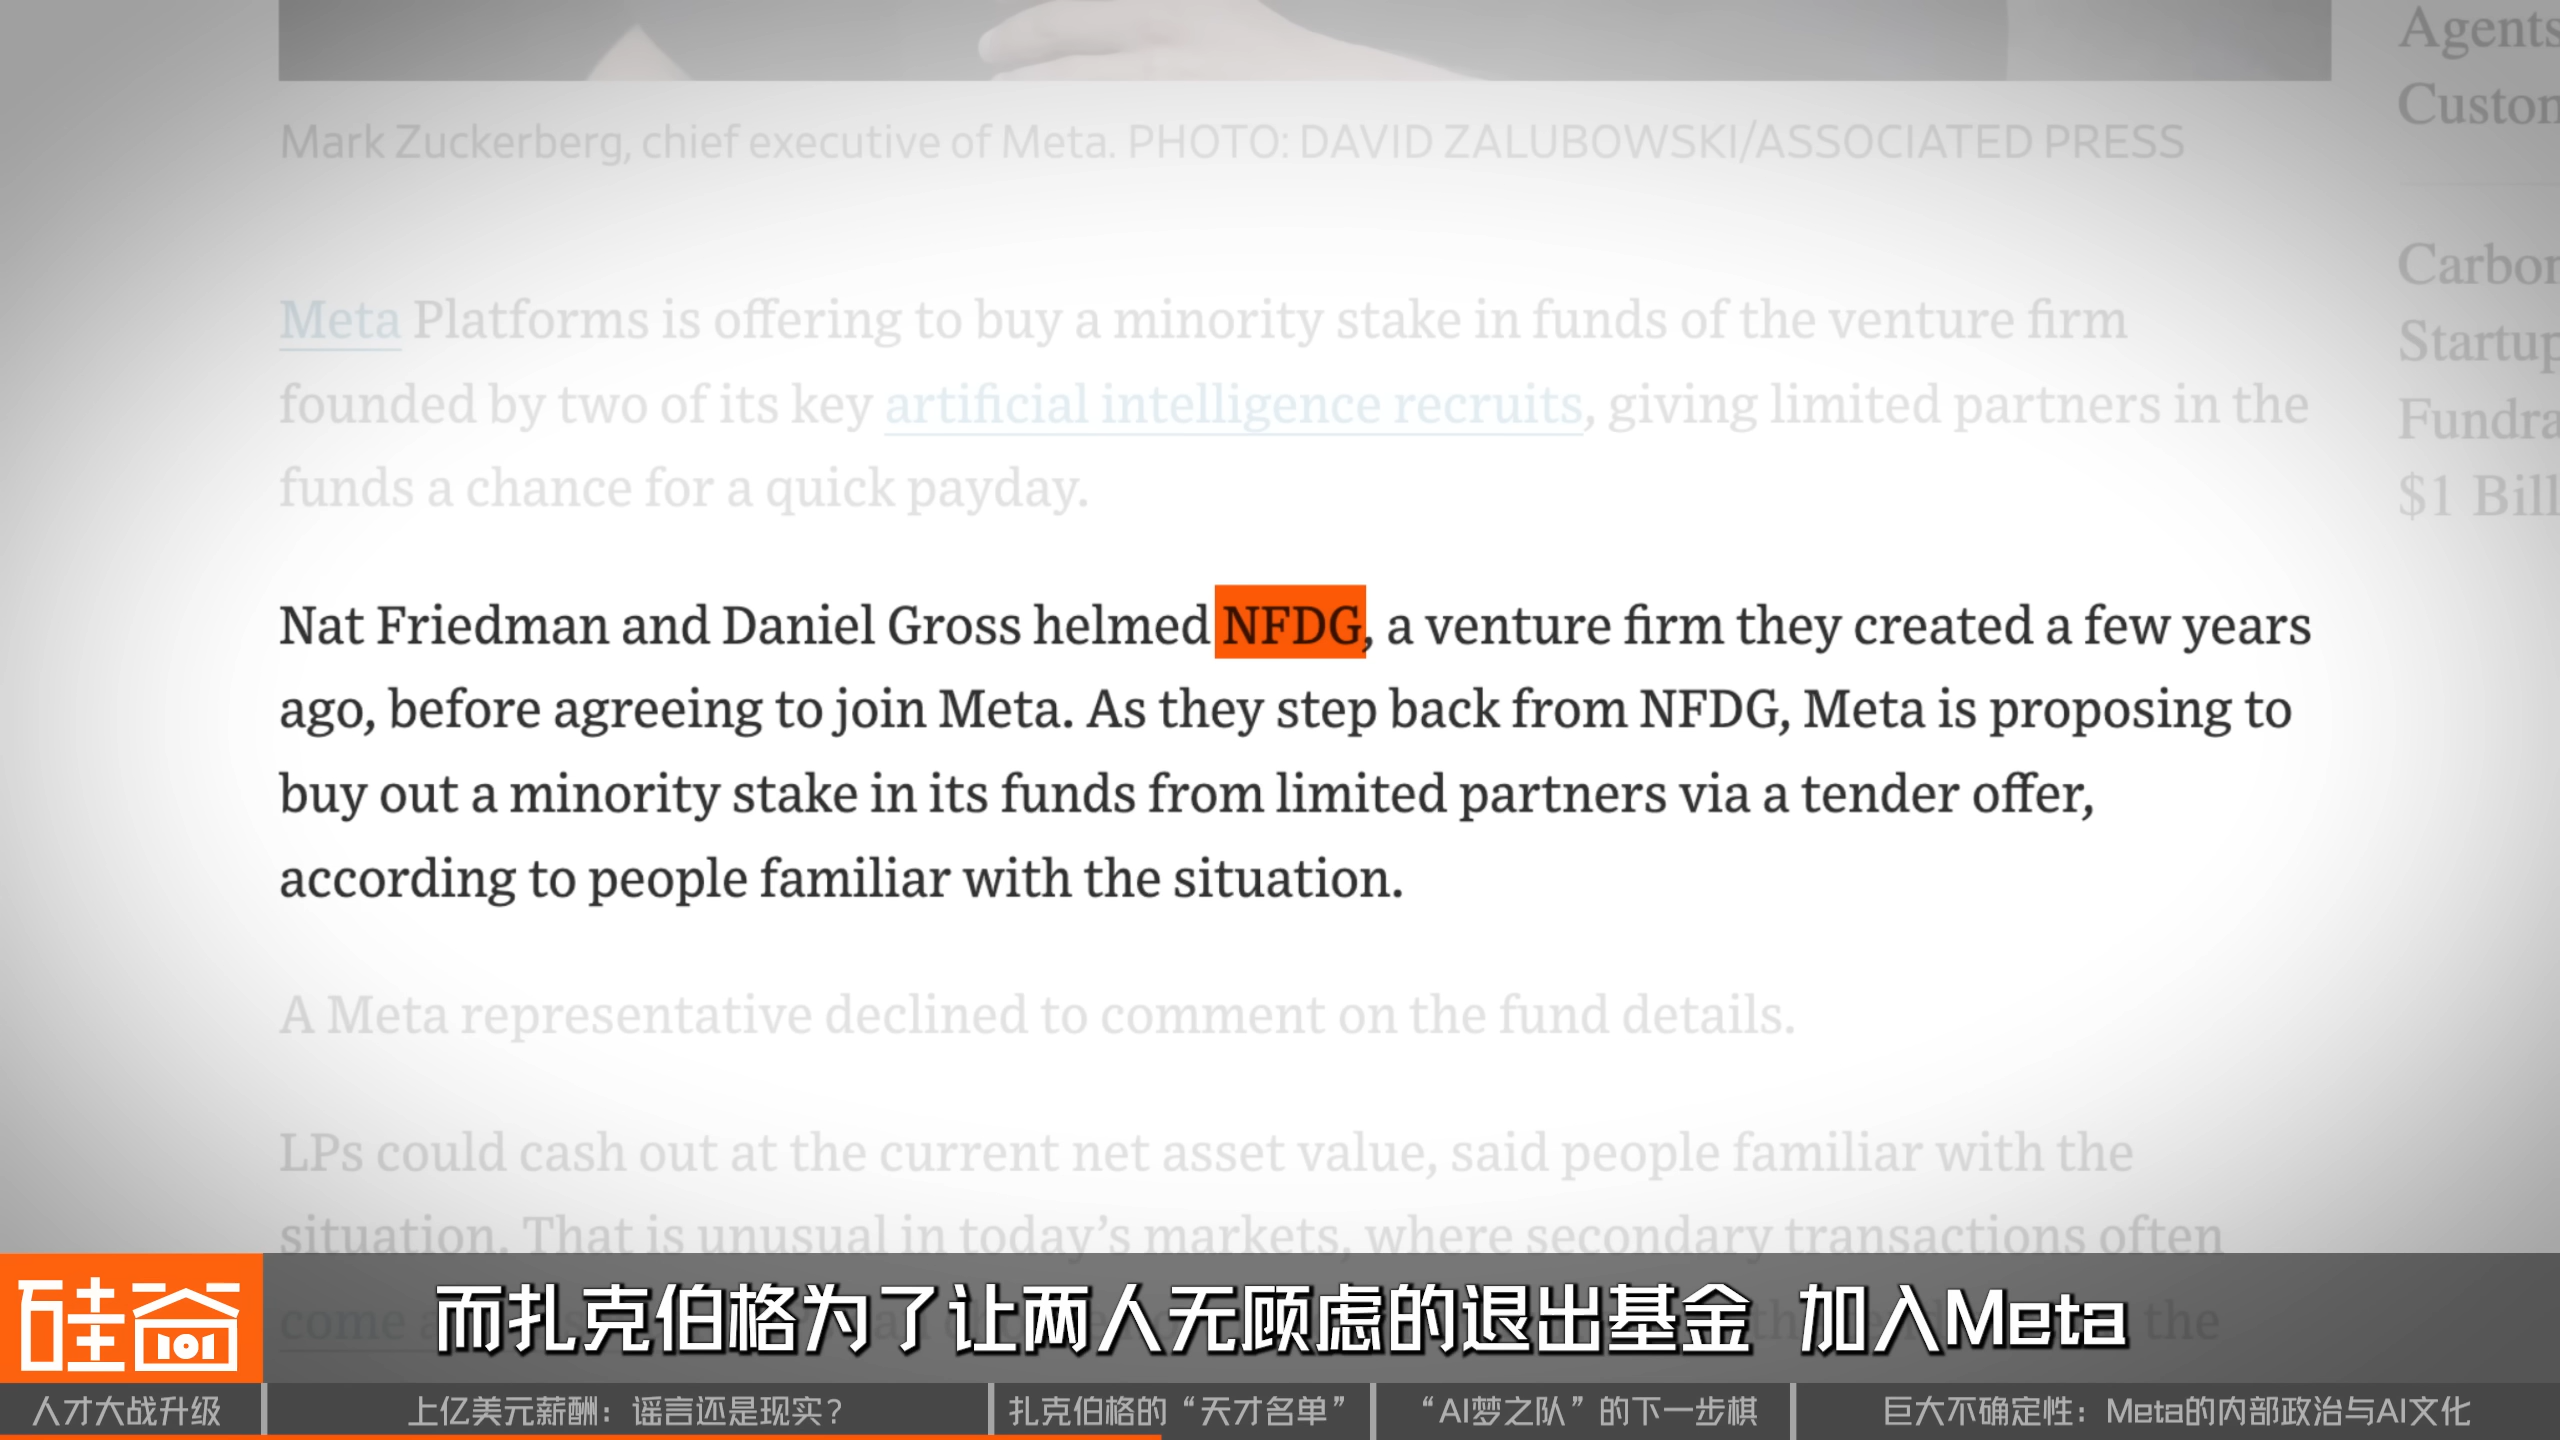 Mark Zuckerberg, chief executive of Meta. PHOTO: DAVID ZALUBOWSKI/ASSOCIATED PRESS
Meta Platforms is offering to buy a minority stake in funds of the venture firm
founded by two of its key artificial intelligence recruits, giving limited partners in the
funds a chance for a quick payday.
Nat Friedman and Daniel Gross helmed NFDG, a venture firm they created a few years
ago, before agreeing to join Meta. As they step back from NFDG, Meta is proposing to
buy out a minority stake in its funds from limited partners via a tender offer,
according to people familiar with the situation.
A Meta representative declined to comment on the fund details.
LPs could cash out at the current net asset value, said people familiar with the
situation. That is unusual in today's markets, where secondary transactions often
come
the
Agents
Startup
$1
硅谷101
而扎克伯格为了让两人无顾虑的退出基金 加入Meta
人才大战升级
上亿美元薪酬：谣言还是现实？
扎克伯格的“天才名单”
“AI梦之队”的下一步棋
巨大不确定性：Meta的内部政治与AI文化